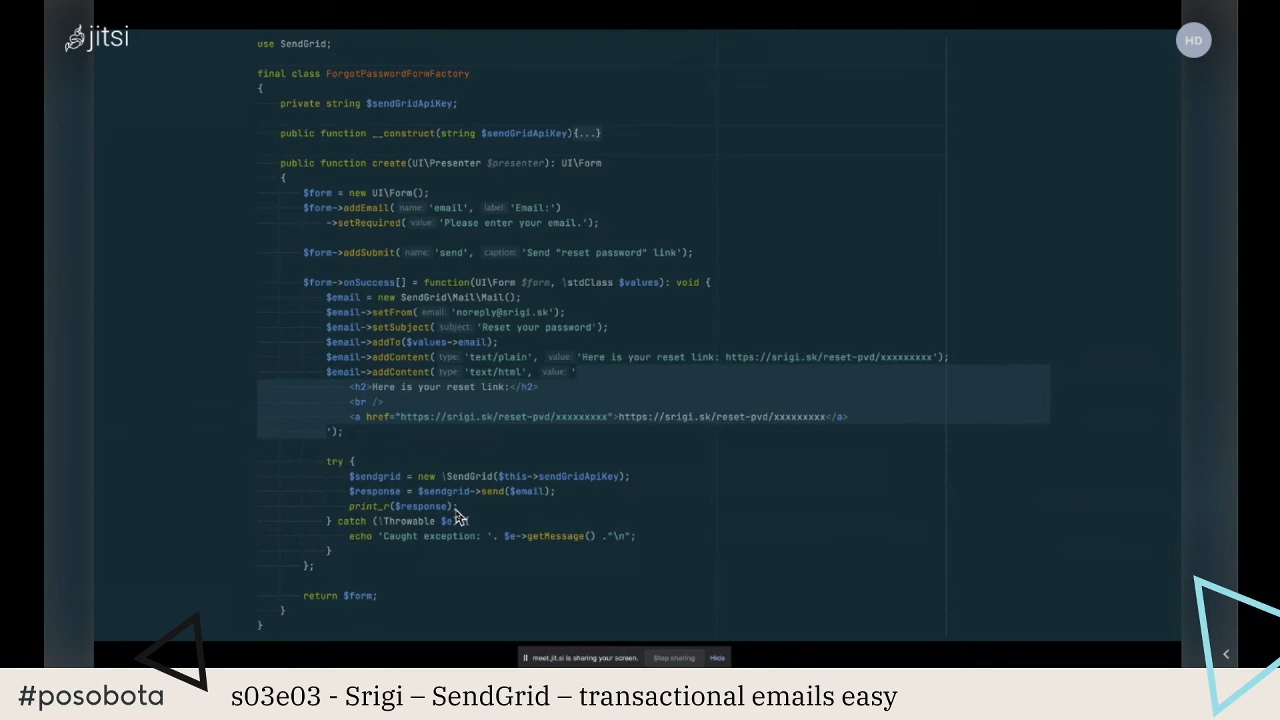 jitsi
HD
use SendGrid;
final class ForgotPasswordFormFactory
{
private string $sendGridApiKey;
public function __construct(string $sendGridApiKey){...}
public function create(UI\Presenter $presenter): UI\Form
{
$form = new UI\Form();
$form->addEmail( name: 'email', label: 'Email:')
->setRequired( value: 'Please enter your email.');
$form->addSubmit( name: 'send', caption: 'Send "reset password" link');
$form->onSuccess[] = function(UI\Form $form, \stdClass $values): void {
$email = new SendGrid\Mail\Mail();
$email->setFrom( email: 'noreply@srigi.sk');
$email->setSubject( subject: 'Reset your password');
$email->addTo($values->email);
$email->addContent( type: 'text/plain', value: 'Here is your reset link: https://srigi.sk/reset-pvd/xxxxxxxxx');
$email->addContent( type: 'text/html', value: '
<h2>Here is your reset link:</h2>
<br />
<a href="https://srigi.sk/reset-pvd/xxxxxxxxx">https://srigi.sk/reset-pvd/xxxxxxxxx</a>
');
try {
$sendgrid = new \SendGrid($this->sendGridApiKey);
$response = $sendgrid->send($email);
print_r($response);
} catch (\Throwable $e) {
echo 'Caught exception: '. $e->getMessage() ."\n";
}
};
return $form;
}
}
meet.jit.si is sharing your screen. Stop sharing Hide
#posobota s03e03 - Srigi – SendGrid – transactional emails easy